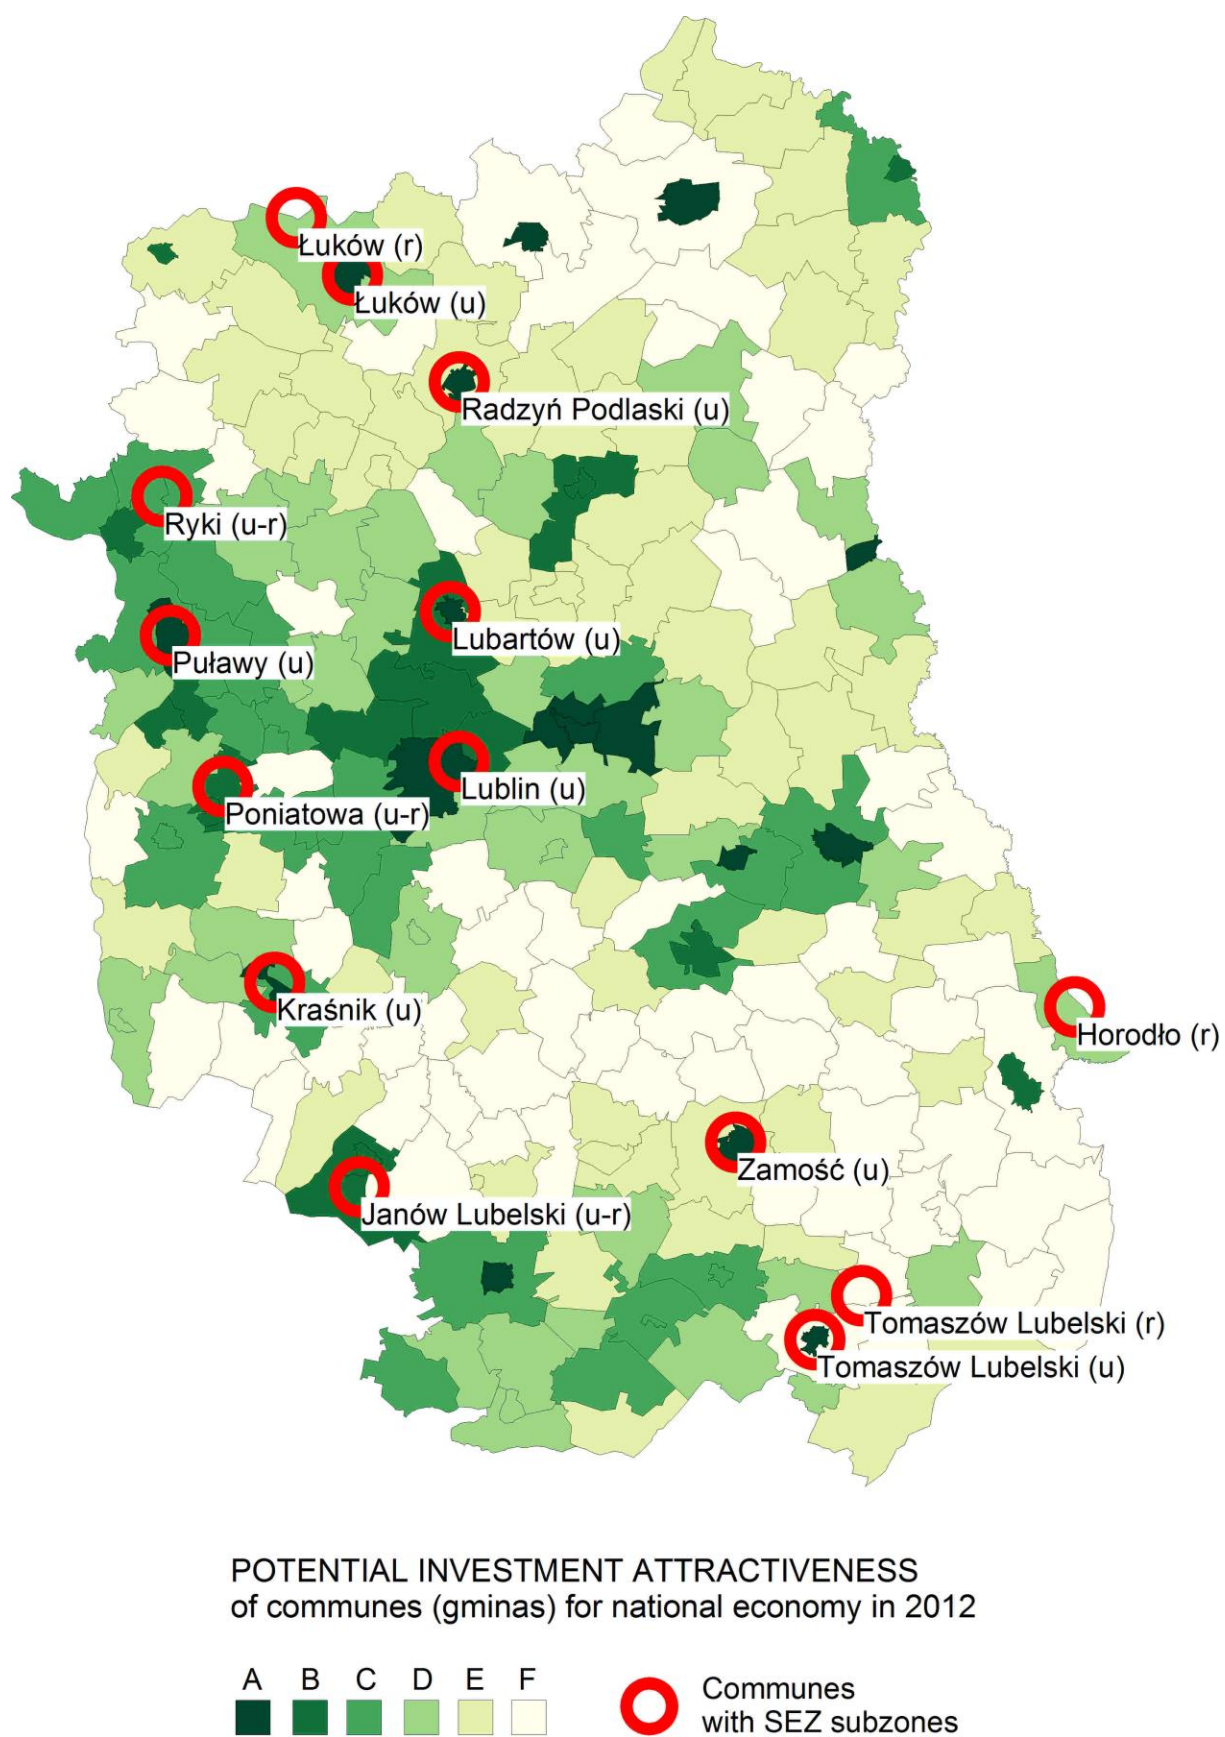 Łuków (r)
Łuków (u)
Radzyń Podlaski (u)
Ryki (u-r)
Lubartów (u)
Puławy (u)
Lublin (u)
Poniatowa (u-r)
Kraśnik (u)
Horodło (r)
Zamość (u)
Janów Lubelski (u-r)
Tomaszów Lubelski (r)
Tomaszów Lubelski (u)
POTENTIAL INVESTMENT ATTRACTIVENESS
of communes (gminas) for national economy in 2012
A B C D E F
Communes
with SEZ subzones